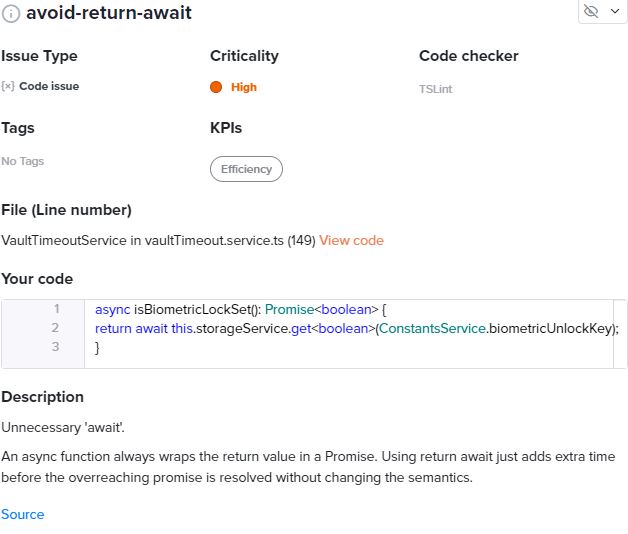 avoid-return-await
Issue Type Criticality Code checker
{×} Code issue High TSLint
Tags KPIs
No Tags Efficiency
File (Line number)
VaultTimeoutService in vaultTimeout.service.ts (149) View code
Your code
1 async isBiometricLockSet(): Promise<boolean> {
2 return await this.storageService.get<boolean>(ConstantsService.biometricUnlockKey);
3 }
Description
Unnecessary 'await'.
An async function always wraps the return value in a Promise. Using return await just adds extra time
before the overreaching promise is resolved without changing the semantics.
Source